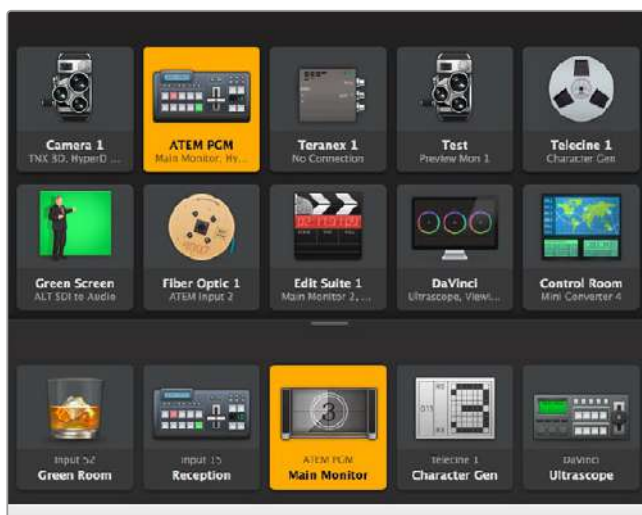 Camera 1
TNX 3D, HyperD ...
ATEM PGM
Main Monitor, Hy...
Teranex 1
No Connection
Test
Preview Mon 1
Telecine 1
Character Gen
Green Screen
ALT SDI to Audio
Fiber Optic 1
ATEM Input 2
Edit Suite 1
Main Monitor 2, ...
DaVinci
Ultrascope, Viewi...
Control Room
Mini Converter 4
Input 52
Green Room
Input 15
Reception
3
ATEM PGM
Main Monitor
Telecine 1
Character Gen
DaVinci
Ultrascope